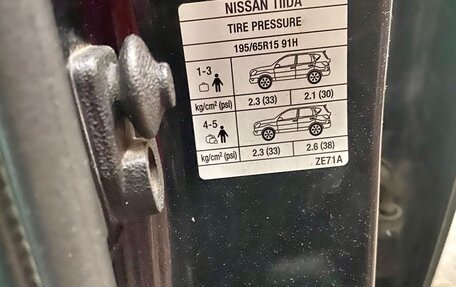 NISSAN TIIDA
TIRE PRESSURE
195/65R15 91H
1-3
kg/cm² (psi) 2.3 (33) 2.1 (30)
4-5
kg/cm² (psi) 2.3 (33) 2.6 (38)
ZE71A